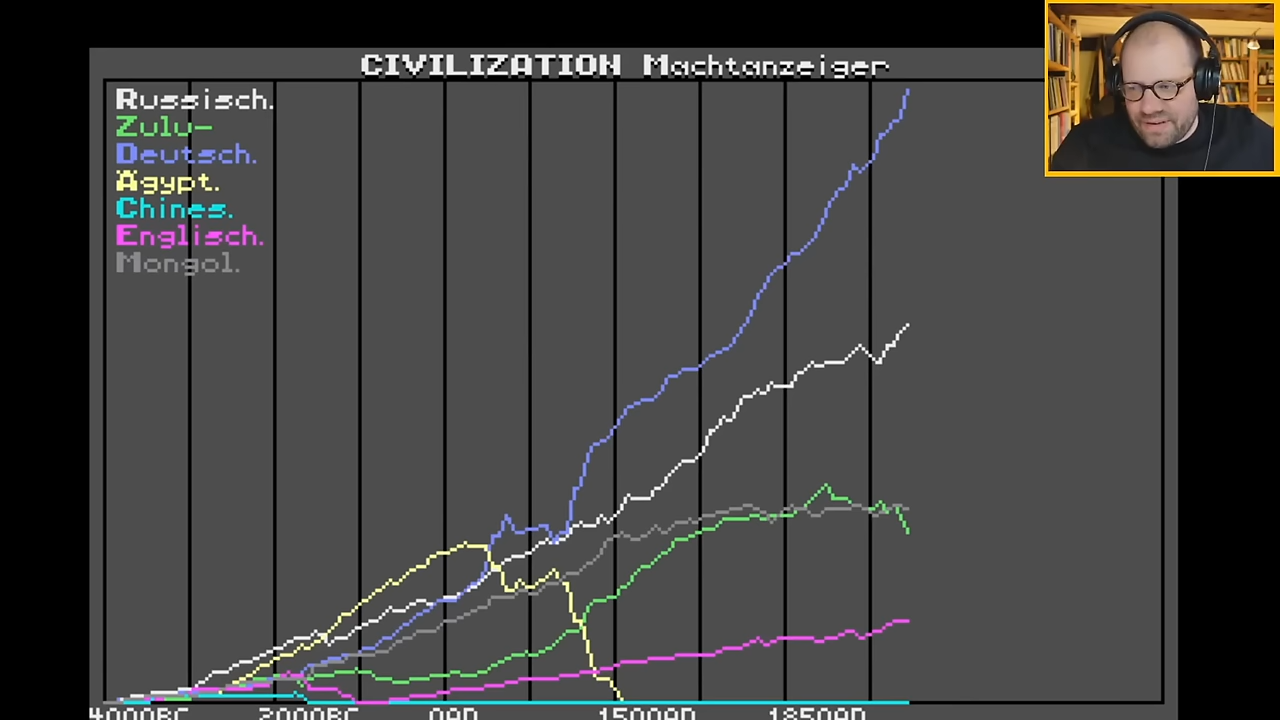 CIVILIZATION Machtanzeiger
Russisch.
Zulu-
Deutsch.
Ägypt.
Chines.
Englisch.
Mongol.
4000BC 2000BC 0AD 1500AD 1850AD